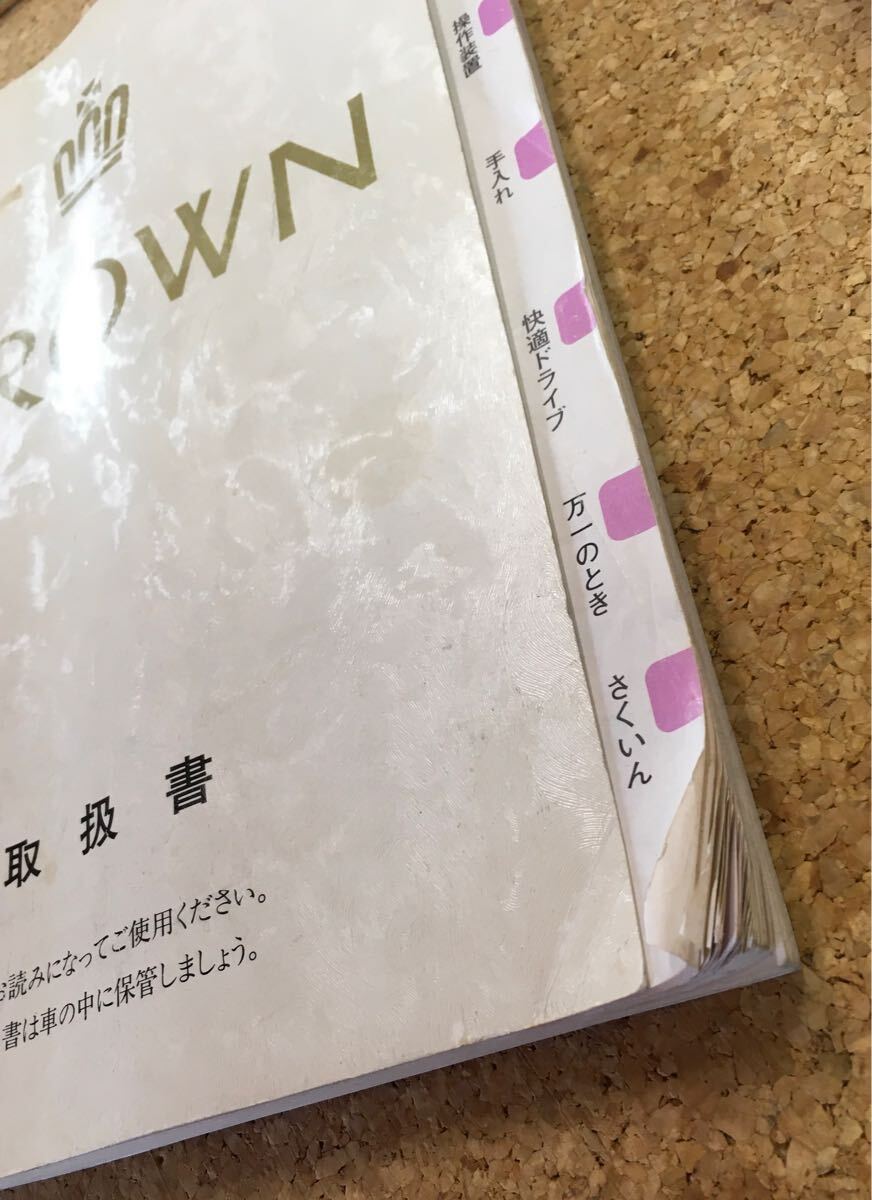 ROWN
取扱書
お読みになってご使用ください。
書は車の中に保管しましょう。
操作装置
手入れ
快適ドライブ
万一のとき
さくいん